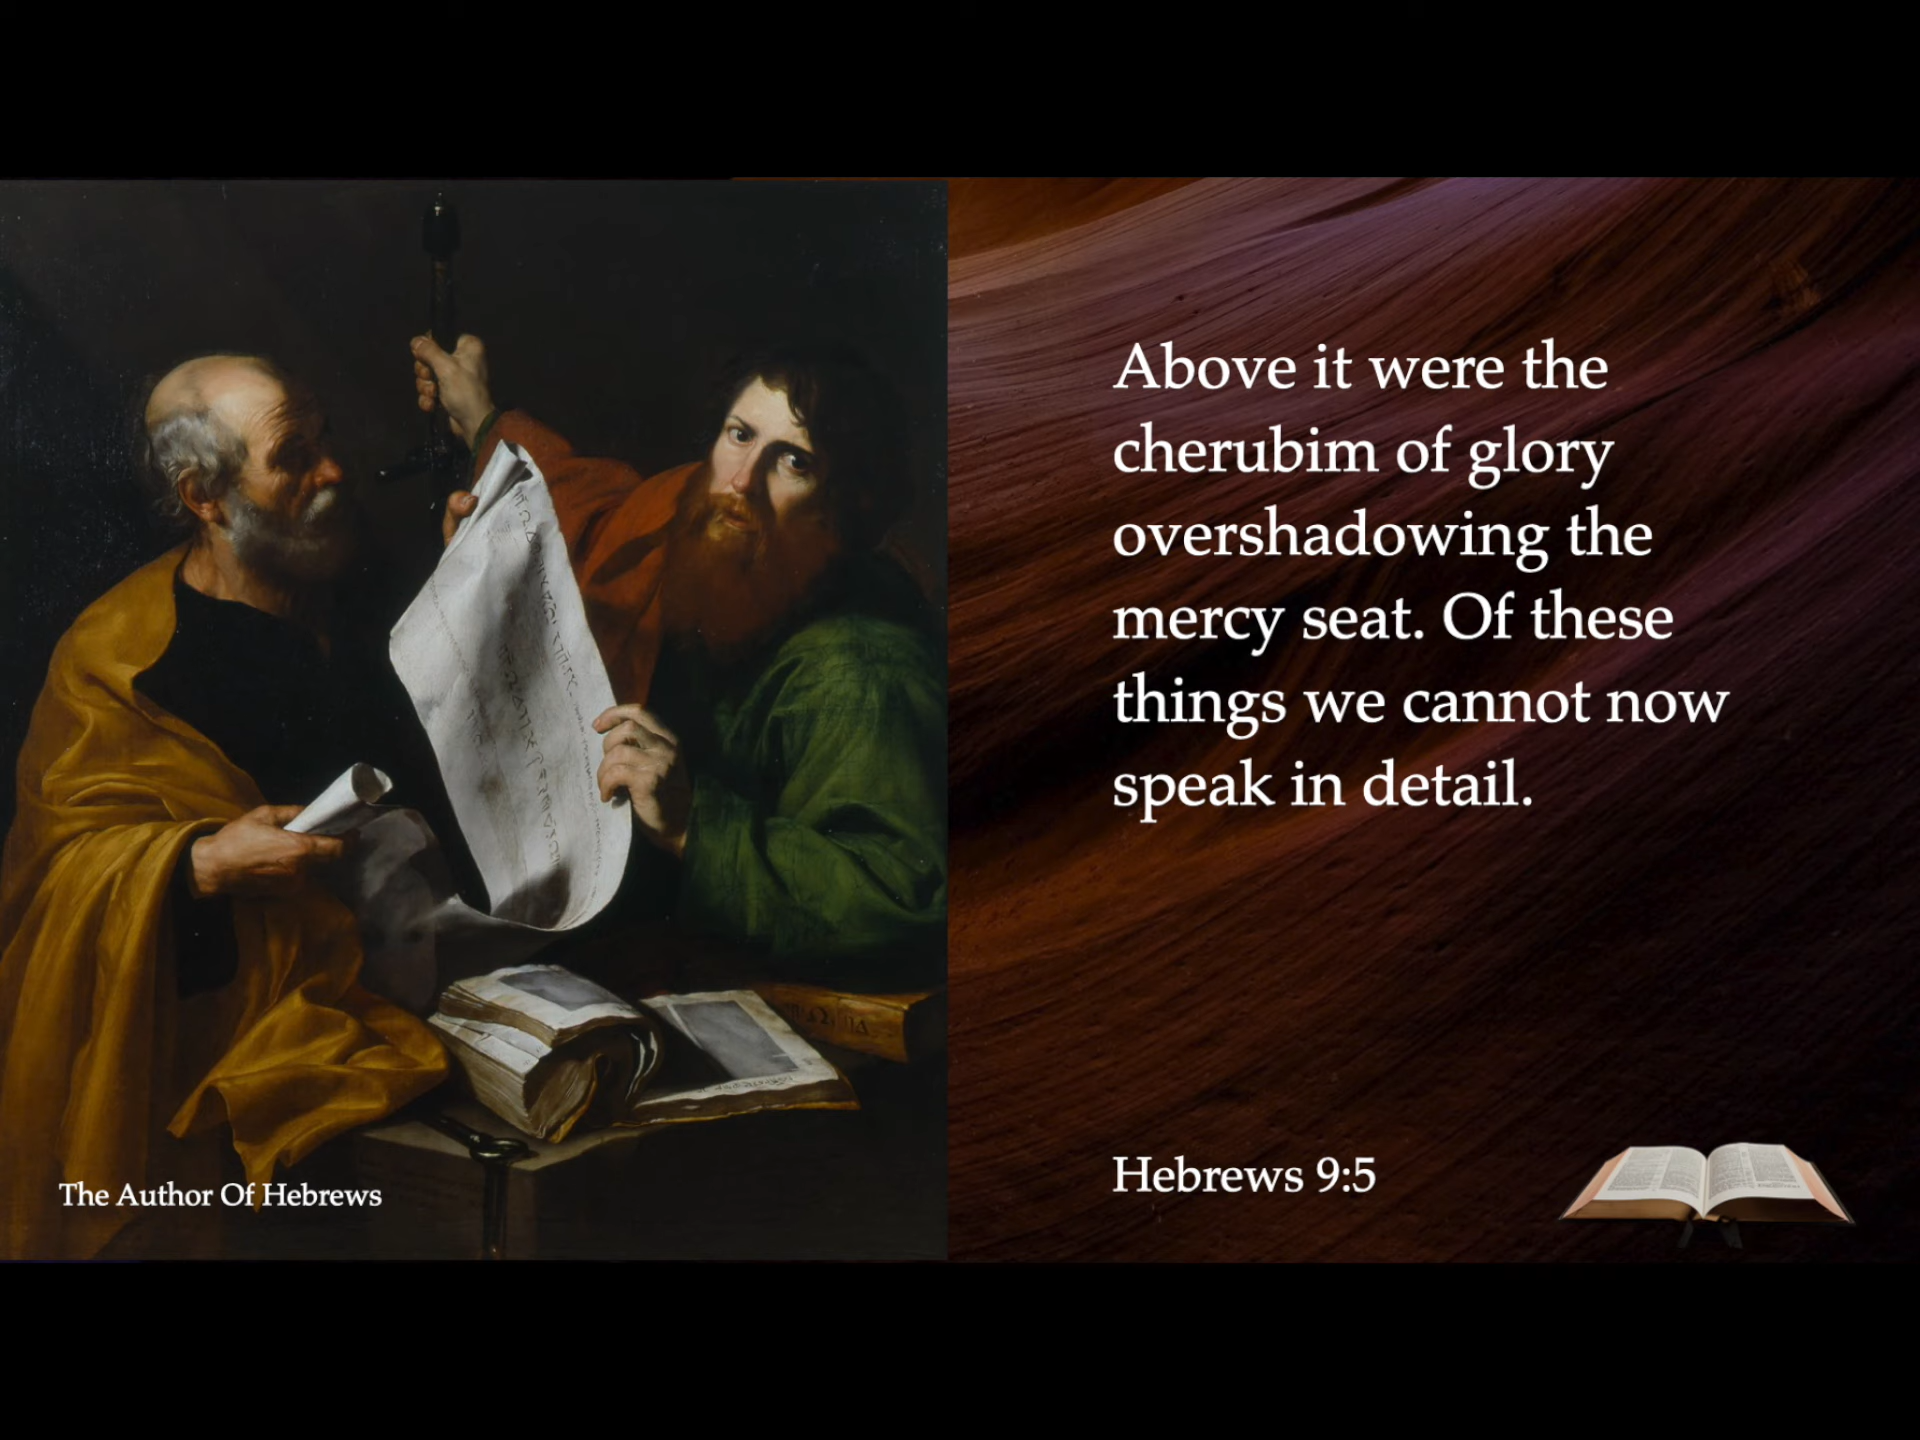 Above it were the
cherubim of glory
overshadowing the
mercy seat. Of these
things we cannot now
speak in detail.
Hebrews 9:5
The Author Of Hebrews